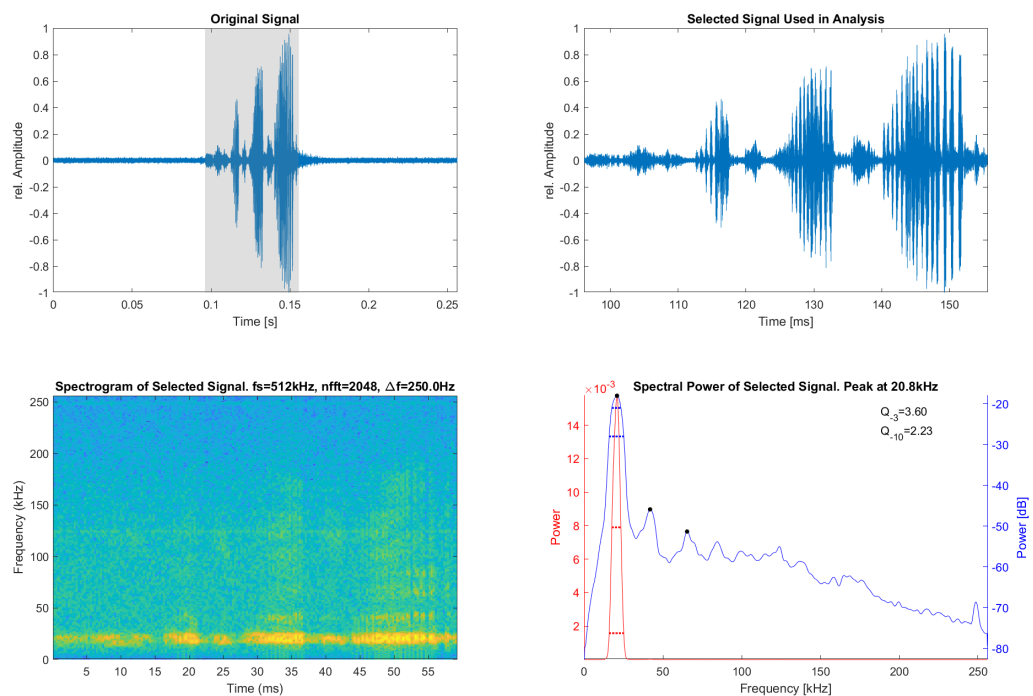 Original Signal
1
0.8
0.6
0.4
0.2
0
-0.2
-0.4
-0.6
-0.8
-1
rel. Amplitude
0 0.05 0.1 0.15 0.2 0.25
Time [s]
Selected Signal Used in Analysis
1
0.8
0.6
0.4
0.2
0
-0.2
-0.4
-0.6
-0.8
-1
rel. Amplitude
100 110 120 130 140 150
Time [ms]
Spectrogram of Selected Signal. fs=512kHz, nfft=2048, Δf=250.0Hz
250
200
150
100
50
0
Frequency (kHz)
5 10 15 20 25 30 35 40 45 50 55
Time (ms)
Spectral Power of Selected Signal. Peak at 20.8kHz
×10⁻³
14
12
10
8
6
4
2
Power
Q₋₃=3.60
Q₋₁₀=2.23
-20
-30
-40
-50
-60
-70
-80
Power [dB]
0 50 100 150 200 250
Frequency [kHz]